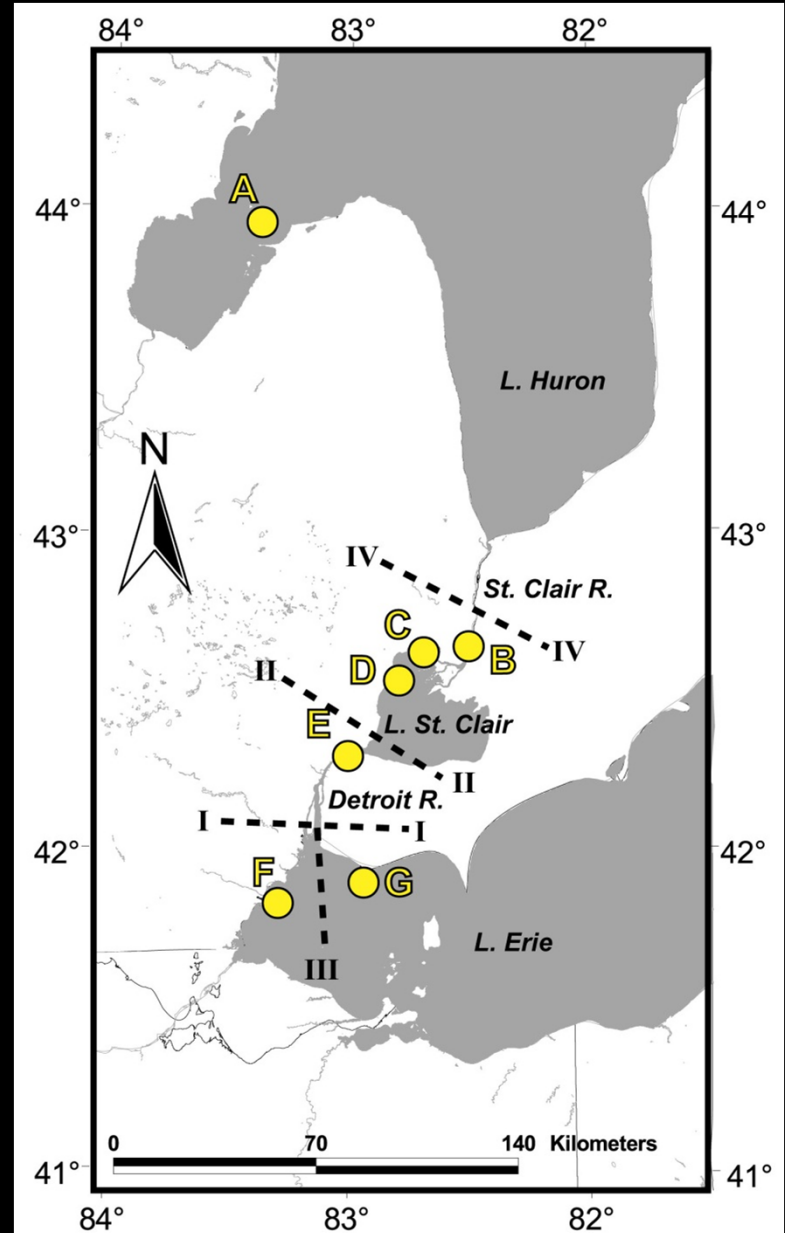 84° 83° 82°
A
44° 44°
L. Huron
N
43° 43°
IV
St. Clair R.
C
B
IV
D
II
E
L. St. Clair
II
Detroit R.
I I
42° 42°
F
G
L. Erie
III
0 70 140 Kilometers
41° 41°
84° 83° 82°